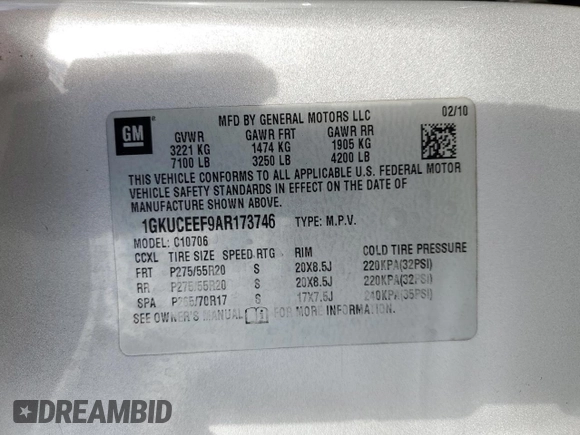 MFD BY GENERAL MOTORS LLC 02/10
GM
GVWR GAWR FRT GAWR RR
3221 KG 1474 KG 1905 KG
7100 LB 3250 LB 4200 LB
THIS VEHICLE CONFORMS TO ALL APPLICABLE U.S. FEDERAL MOTOR
VEHICLE SAFETY STANDARDS IN EFFECT ON THE DATE OF
MANUFACTURE SHOWN ABOVE.
1GKUCEEF9AR173746 TYPE: M.P.V.
MODEL: C10706
CCXL TIRE SIZE SPEED RTG RIM COLD TIRE PRESSURE
FRT P275/55R20 S 20X8.5J 220KPA(32PSI)
RR P275/55R20 S 20X8.5J 220KPA(32PSI)
SPA P265/70R17 S 17X7.5J 240KPA(35PSI)
SEE OWNER'S MANUAL FOR MORE INFORMATION.
DREAMBID